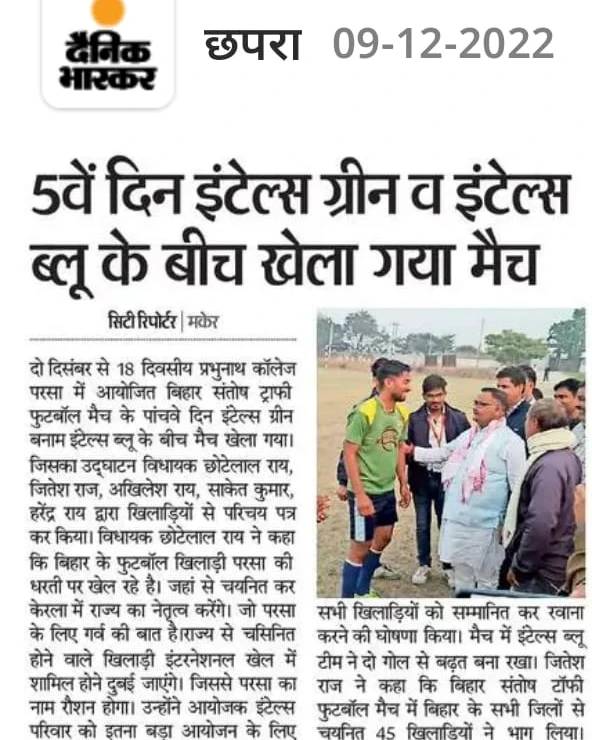 दैनिक
भास्कर
छपरा 09-12-2022
5वें दिन इंटेल्स ग्रीन व इंटेल्स
ब्लू के बीच खेला गया मैच
सिटी रिपोर्टर | मकेर
दो दिसंबर से 18 दिवसीय प्रभुनाथ कॉलेज
परसा में आयोजित बिहार संतोष ट्राफी
फुटबॉल मैच के पांचवे दिन इंटेल्स ग्रीन
बनाम इंटेल्स ब्लू के बीच मैच खेला गया।
जिसका उद्घाटन विधायक छोटेलाल राय,
जितेश राज, अखिलेश राय, साकेत कुमार,
हरेंद्र राय द्वारा खिलाड़ियों से परिचय पत्र
कर किया। विधायक छोटेलाल राय ने कहा
कि बिहार के फुटबॉल खिलाड़ी परसा की
धरती पर खेल रहे है। जहां से चयनित कर
केरला में राज्य का नेतृत्व करेंगे। जो परसा
के लिए गर्व की बात है।राज्य से चसिनित
होने वाले खिलाड़ी इंटरनेशनल खेल में
शामिल होने दुबई जाएंगे। जिससे परसा का
नाम रौशन होगा। उन्होंने आयोजक इंटेल्स
परिवार को इतना बड़ा आयोजन के लिए
सभी खिलाड़ियों को सम्मानित कर रवाना
करने की घोषणा किया। मैच में इंटेल्स ब्लू
टीम ने दो गोल से बढ़त बना रखा। जितेश
राज ने कहा कि बिहार संतोष टॉफी
फुटबॉल मैच में बिहार के सभी जिलों से
चयनित 45 खिलाड़ियों ने भाग लिया।